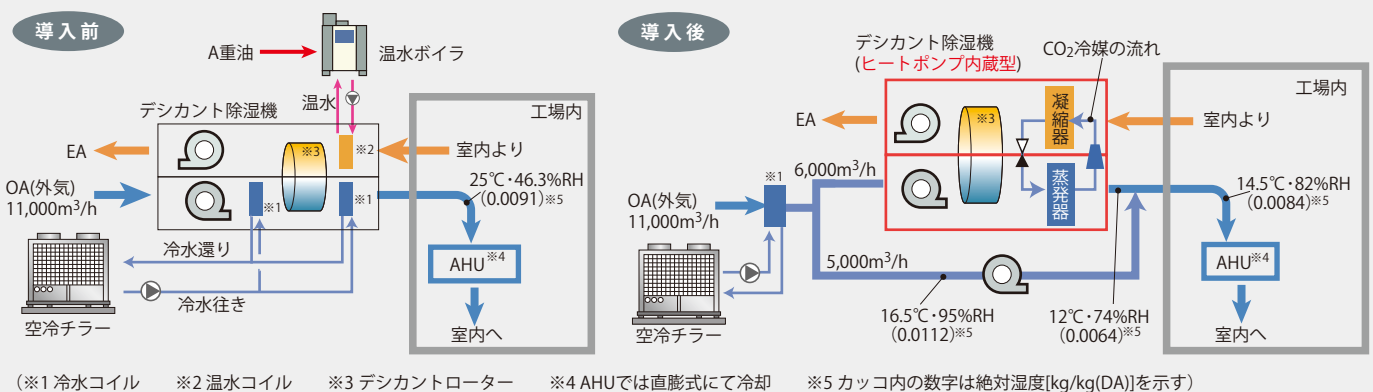 導入前
A重油
温水ボイラ
温水
デシカント除湿機
※3
※2
EA
室内より
工場内
OA(外気)
11,000m³/h
※1
※1
25℃・46.3%RH
(0.0091)※5
冷水還り
冷水往き
空冷チラー
AHU※4
室内へ
導入後
デシカント除湿機
(ヒートポンプ内蔵型)
CO₂冷媒の流れ
※3
凝縮器
蒸発器
EA
室内より
工場内
OA(外気)
11,000m³/h
※1
6,000m³/h
5,000m³/h
空冷チラー
16.5℃・95%RH
(0.0112)※5
12℃・74%RH
(0.0064)※5
14.5℃・82%RH
(0.0084)※5
AHU※4
室内へ
(※1 冷水コイル ※2 温水コイル ※3 デシカントローター ※4 AHUでは直膨式にて冷却 ※5 カッコ内の数字は絶対湿度[kg/kg(DA)]を示す)